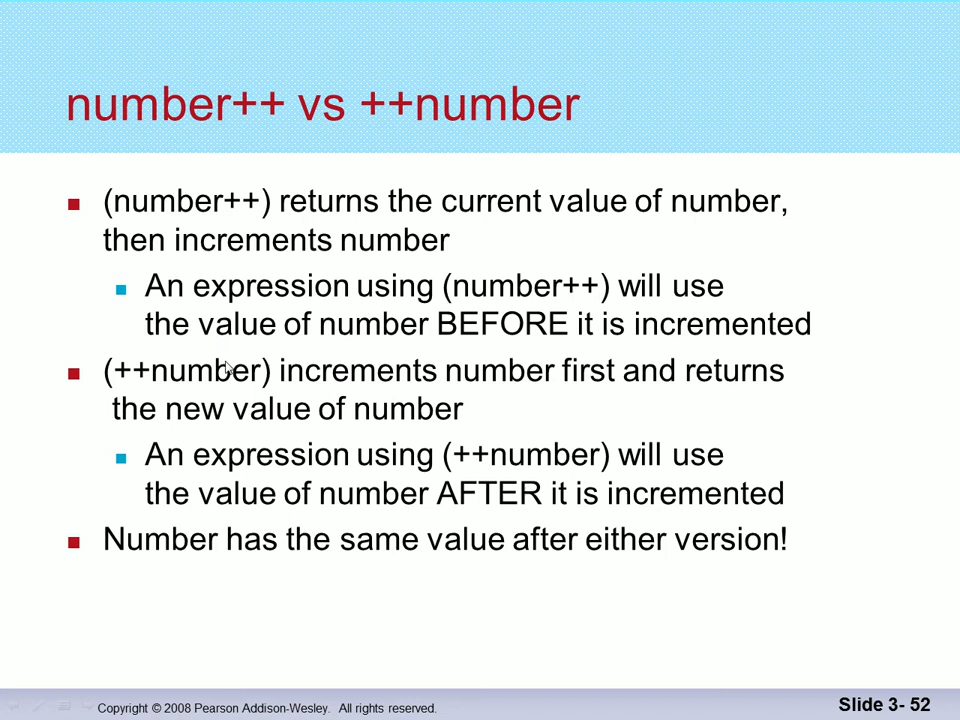 number++ vs ++number
(number++) returns the current value of number,
then increments number
An expression using (number++) will use
the value of number BEFORE it is incremented
(++number) increments number first and returns
the new value of number
An expression using (++number) will use
the value of number AFTER it is incremented
Number has the same value after either version!
Copyright © 2008 Pearson Addison-Wesley. All rights reserved.
Slide 3- 52